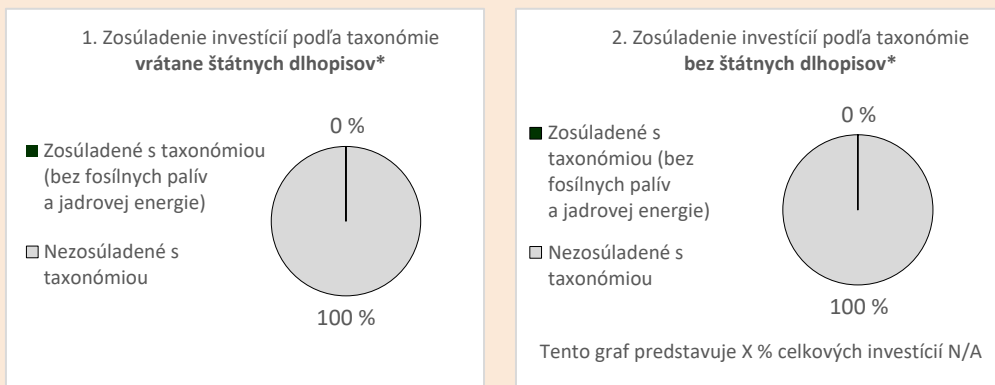 1. Zosúladenie investícií podľa taxonómie
vrátane štátnych dlhopisov*
0 %
Zosúladené s taxonómiou
(bez fosílnych palív
a jadrovej energie)
Nezosúladené s
taxonómiou
100 %
2. Zosúladenie investícií podľa taxonómie
bez štátnych dlhopisov*
0 %
Zosúladené s
taxonómiou (bez
fosílnych palív
a jadrovej energie)
Nezosúladené s
taxonómiou
100 %
Tento graf predstavuje X % celkových investícií N/A